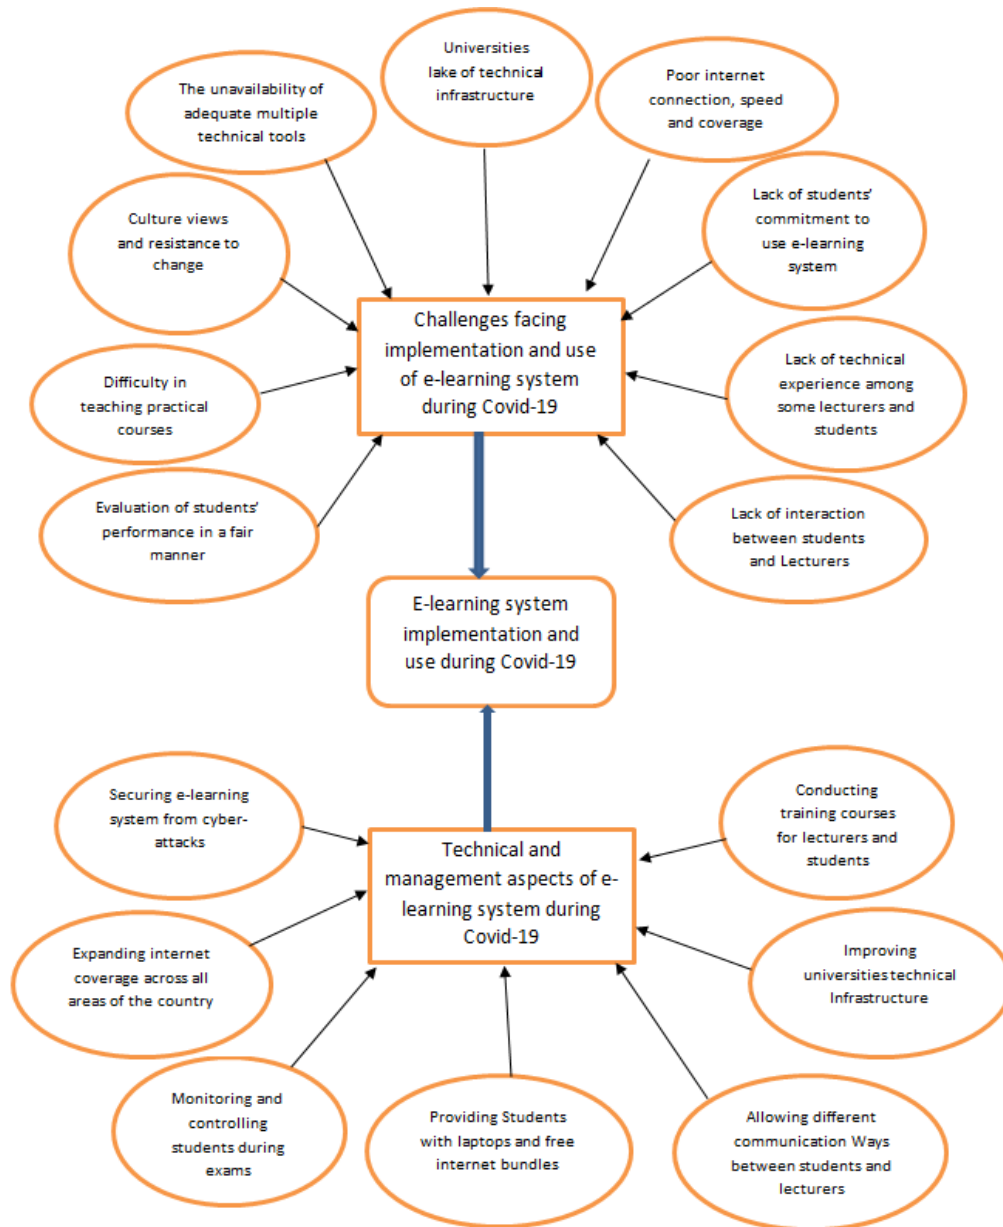 Universities
lake of technical
infrastructure
The unavailability of
adequate multiple
technical tools
Poor internet
connection, speed
and coverage
Culture views
and resistance to
change
Lack of students’
commitment to
use e-learning
system
Challenges facing
implementation and use
of e-learning system
during Covid-19
Difficulty in
teaching practical
courses
Lack of technical
experience among
some lecturers and
students
Evaluation of students’
performance in a fair
manner
Lack of interaction
between students
and Lecturers
E-learning system
implementation and
use during Covid-19
Securing e-learning
system from cyber-
attacks
Conducting
training courses
for lecturers and
students
Technical and
management aspects of e-
learning system during
Covid-19
Expanding internet
coverage across all
areas of the country
Improving
universities technical
Infrastructure
Monitoring and
controlling
students during
exams
Providing Students
with laptops and free
internet bundles
Allowing different
communication Ways
between students and
lecturers